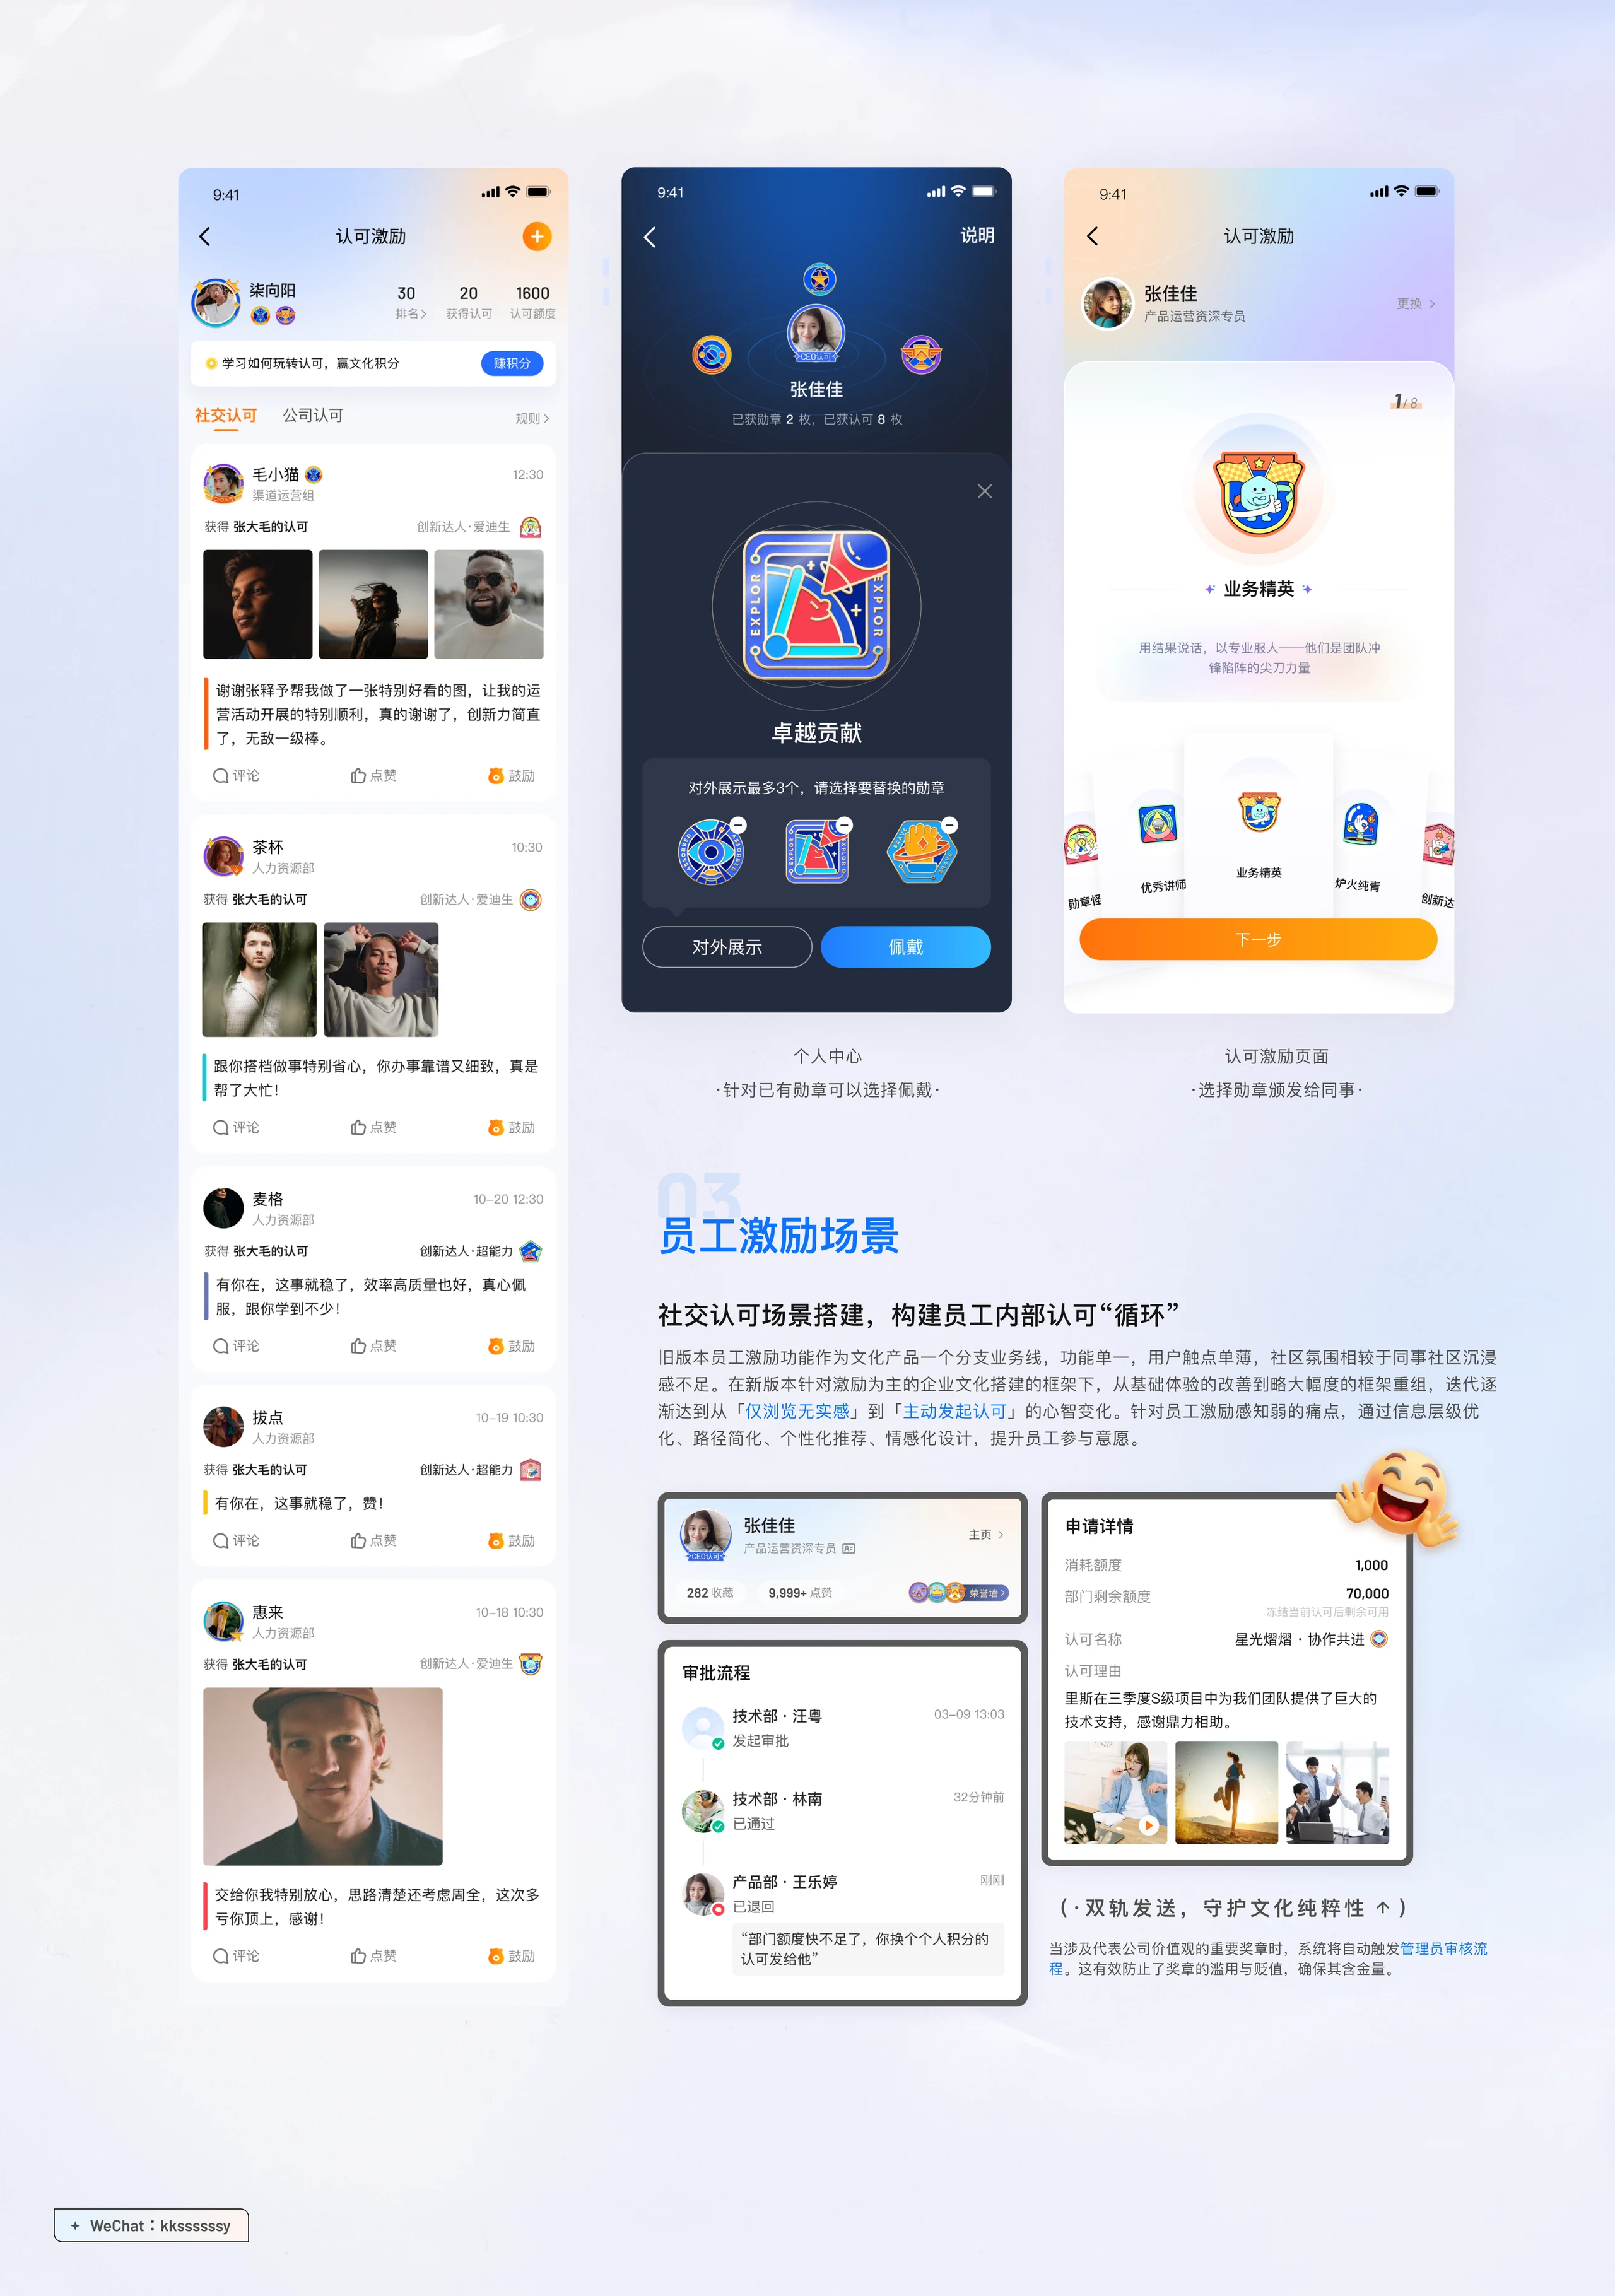 9:41
认可激励
柒向阳
30
排名
20
获得认可
1600
认可额度
学习如何玩转认可，赢文化积分
赚积分
社交认可
公司认可
规则
毛小猫
12:30
渠道运营组
获得 张大毛的认可
创新达人·爱迪生
谢谢张释予帮我做了一张特别好看的图，让我的运
营活动开展的特别顺利，真的谢谢了，创新力简直
了，无敌一级棒。
评论
点赞
鼓励
茶杯
10:30
人力资源部
获得 张大毛的认可
创新达人·爱迪生
跟你搭档做事特别省心，你办事靠谱又细致，真是
帮了大忙！
评论
点赞
鼓励
麦格
10-20 12:30
人力资源部
获得 张大毛的认可
创新达人·超能力
有你在，这事就稳了，效率高质量也好，真心佩
服，跟你学到不少！
评论
点赞
鼓励
拔点
10-19 10:30
人力资源部
获得 张大毛的认可
创新达人·超能力
有你在，这事就稳了，赞！
评论
点赞
鼓励
惠来
10-18 10:30
人力资源部
获得 张大毛的认可
创新达人·爱迪生
交给你我特别放心，思路清楚还考虑周全，这次多
亏你顶上，感谢！
评论
点赞
鼓励
9:41
说明
CEO认可
张佳佳
已获勋章 2 枚，已获认可 8 枚
EXPLOR
EXPLOR
卓越贡献
对外展示最多3个，请选择要替换的勋章
EXPLOR
EXPLOR
对外展示
佩戴
个人中心
·针对已有勋章可以选择佩戴·
9:41
认可激励
张佳佳
产品运营资深专员
更换
1/8
业务精英
用结果说话，以专业服人——他们是团队冲
锋陷阵的尖刀力量
勋章怪
优秀讲师
业务精英
炉火纯青
创新达
下一步
认可激励页面
·选择勋章颁发给同事·
03
员工激励场景
社交认可场景搭建，构建员工内部认可“循环”
旧版本员工激励功能作为文化产品一个分支业务线，功能单一，用户触点单薄，社区氛围相较于同事社区沉浸
感不足。在新版本针对激励为主的企业文化搭建的框架下，从基础体验的改善到略大幅度的框架重组，迭代逐
渐达到从「仅浏览无实感」到「主动发起认可」的心智变化。针对员工激励感知弱的痛点，通过信息层级优
化、路径简化、个性化推荐、情感化设计，提升员工参与意愿。
张佳佳
产品运营资深专员
主页
CEO认可
282 收藏
9,999+ 点赞
荣誉墙
审批流程
技术部 · 汪粤
03-09 13:03
发起审批
技术部 · 林南
32分钟前
已通过
产品部 · 王乐婷
刚刚
已退回
“部门额度快不足了，你换个个人积分的
认可发给他”
申请详情
消耗额度
1,000
部门剩余额度
70,000
冻结当前认可后剩余可用
认可名称
星光熠熠 · 协作共进
认可理由
里斯在三季度S级项目中为我们团队提供了巨大的
技术支持，感谢鼎力相助。
（·双轨发送，守护文化纯粹性 ↑）
当涉及代表公司价值观的重要奖章时，系统将自动触发管理员审核流
程。这有效防止了奖章的滥用与贬值，确保其含金量。
WeChat：kkssssssy